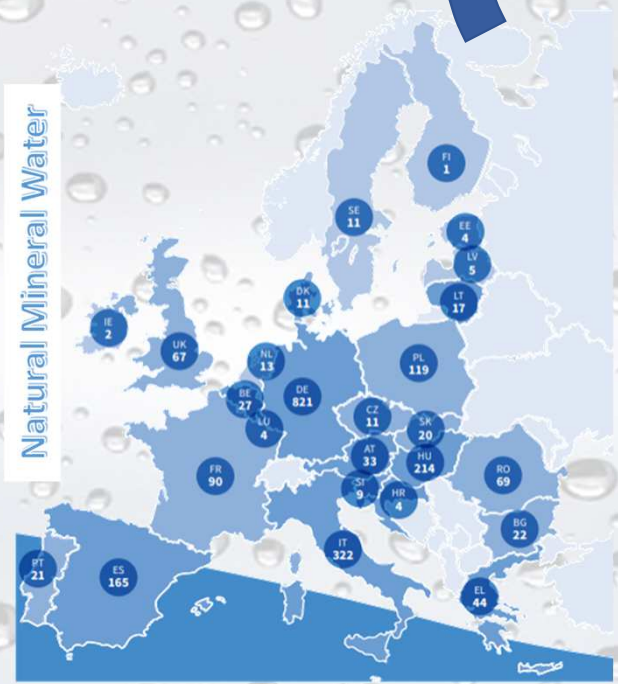 Natural Mineral Water
FI
1
SE
11
EE
4
LV
5
DK
11
LT
17
IE
2
UK
67
NL
13
PL
119
BE
27
DE
821
LU
4
CZ
11
SK
20
AT
33
HU
214
FR
90
SI
9
HR
4
RO
69
BG
22
IT
322
PT
21
ES
165
EL
44